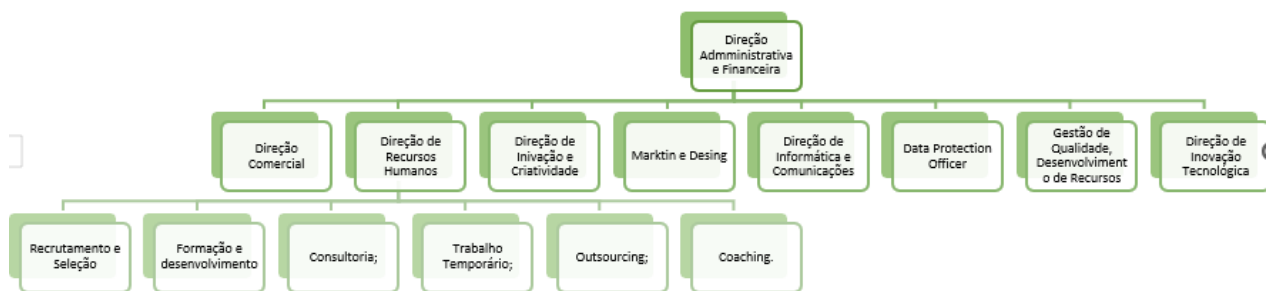 Direção
Admministrativa
e Financeira
Direção
Comercial
Direção de
Recursos
Humanos
Direção de
Inivação e
Criatividade
Marktin e Desing
Direção de
Informática e
Comunicações
Data Protection
Officer
Gestão de
Qualidade,
Desenvolviment
o de Recursos
Direção de
Inovação
Tecnológica
Recrutamento e
Seleção
Formação e
desenvolvimento
Consultoria;
Trabalho
Temporário;
Outsourcing;
Coaching.